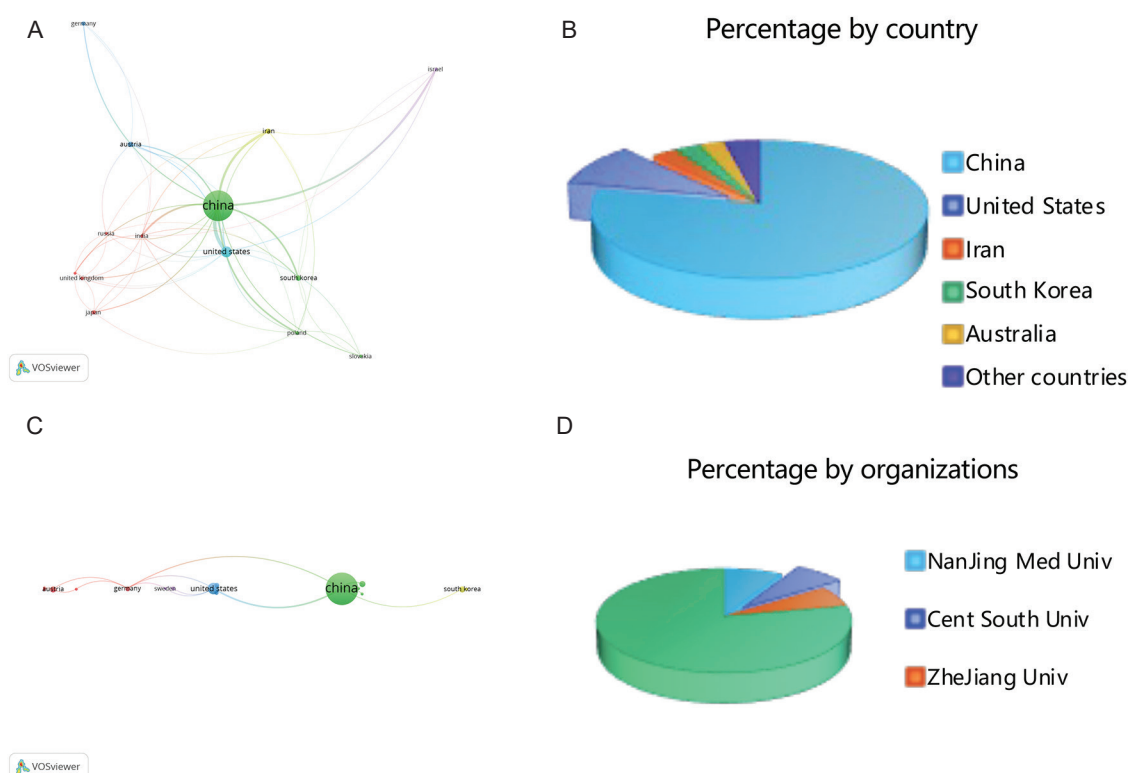 A
germany
israel
iran
austria
china
russia
india
united states
united kingdom
south korea
japan
poland
slovakia
VOSviewer
B
Percentage by country
China
United States
Iran
South Korea
Australia
Other countries
C
austria
germany
sweden
united states
china
south korea
VOSviewer
D
Percentage by organizations
NanJing Med Univ
Cent South Univ
ZheJiang Univ